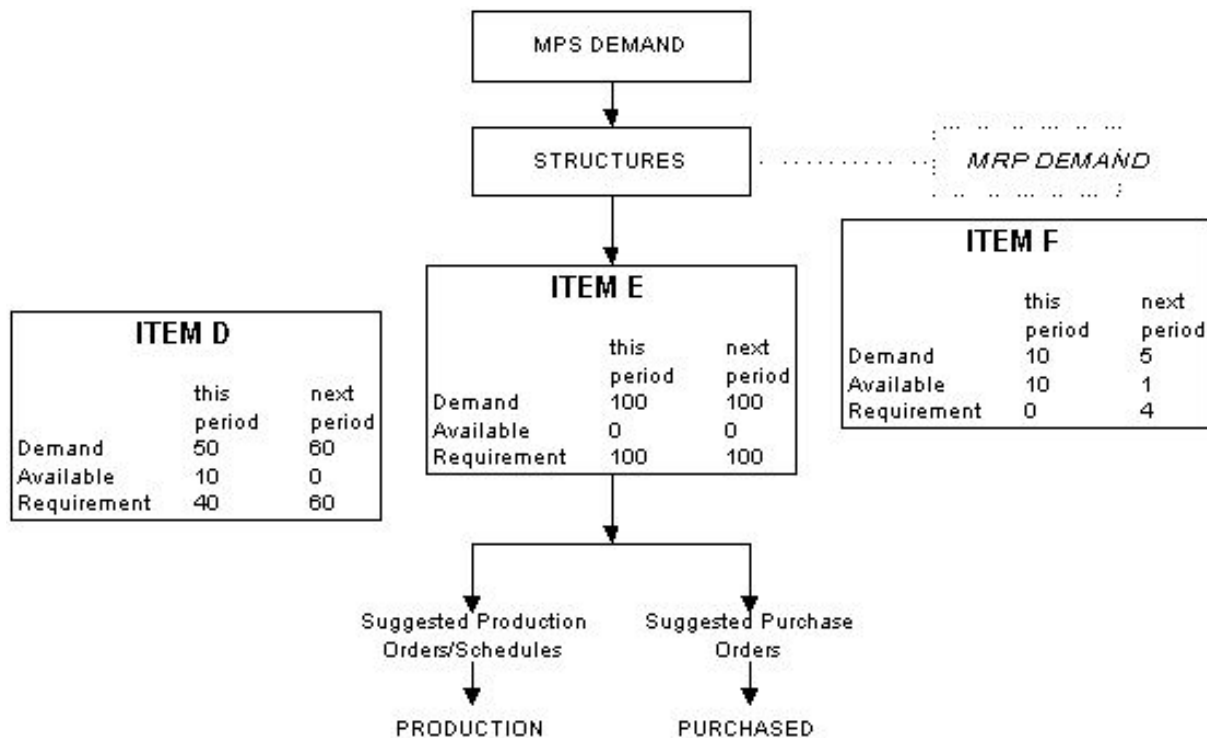 MPS DEMAND
STRUCTURES
MRP DEMAND
ITEM D
this next
period period
Demand 50 60
Available 10 0
Requirement 40 60
ITEM E
this next
period period
Demand 100 100
Available 0 0
Requirement 100 100
ITEM F
this next
period period
Demand 10 5
Available 10 1
Requirement 0 4
Suggested Production
Orders/Schedules
Suggested Purchase
Orders
PRODUCTION
PURCHASED